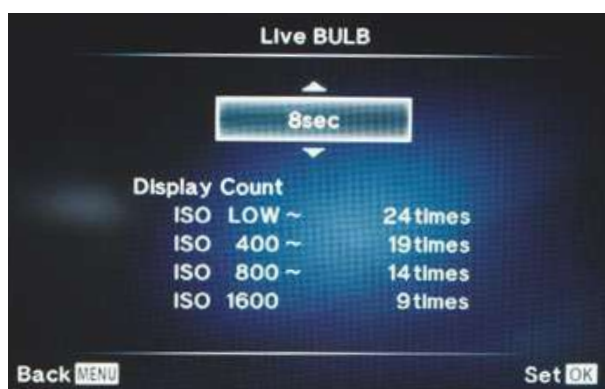 Live BULB
8sec
Display Count
ISO LOW ~ 24times
ISO 400 ~ 19times
ISO 800 ~ 14times
ISO 1600 9times
Back MENU Set OK